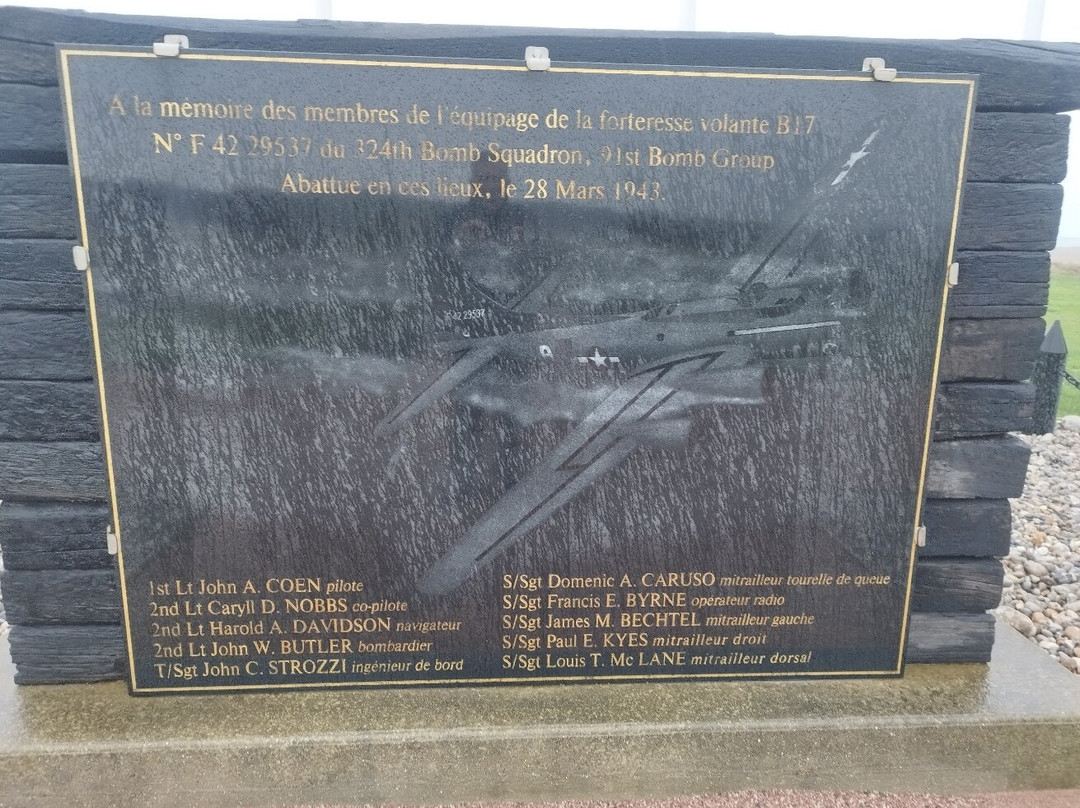 A la mémoire des membres de l'équipage de la forteresse volante B17
N° F 42 29537 du 324th Bomb Squadron, 91st Bomb Group
Abattue en ces lieux, le 28 Mars 1943.
42 29537
1st Lt John A. COEN pilote
2nd Lt Caryll D. NOBBS co-pilote
2nd Lt Harold A. DAVIDSON navigateur
2nd Lt John W. BUTLER bombardier
T/Sgt John C. STROZZI ingénieur de bord
S/Sgt Domenic A. CARUSO mitrailleur tourelle de queue
S/Sgt Francis E. BYRNE opérateur radio
S/Sgt James M. BECHTEL mitrailleur gauche
S/Sgt Paul E. KYES mitrailleur droit
S/Sgt Louis T. Mc LANE mitrailleur dorsal